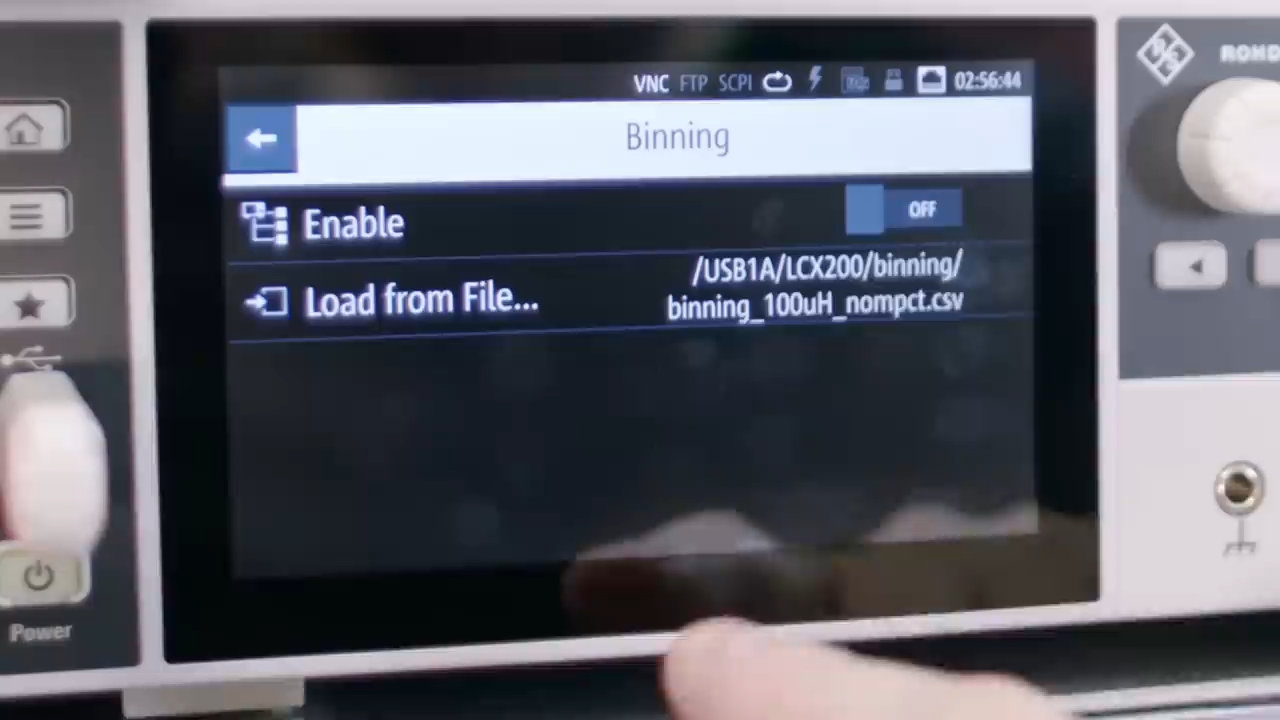 VNC FTP SCPI 02:56:44
Binning
Enable OFF
Load from File... /USB1A/LCX200/binning/
binning_100uH_nompct.csv
Power
R&S ROHD